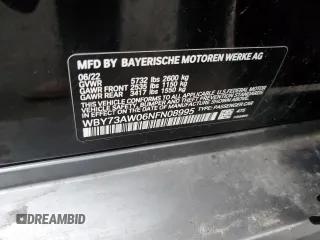 MFD BY BAYERISCHE MOTOREN WERKE AG
06/22
GVWR 5732 lbs 2600 kg
GAWR FRONT 2535 lbs 1150 kg
GAWR REAR 3417 lbs 1550 kg
THIS VEHICLE CONFORMS TO ALL APPLICABLE U.S. FEDERAL MOTOR
VEHICLE SAFETY, BUMPER, AND THEFT PREVENTION STANDARDS
IN EFFECT ON THE DATE OF MANUFACTURE SHOWN ABOVE.
WBY73AW06NFN08995 TYPE: PASSENGER CAR
475
DREAMBID
DREAMBID